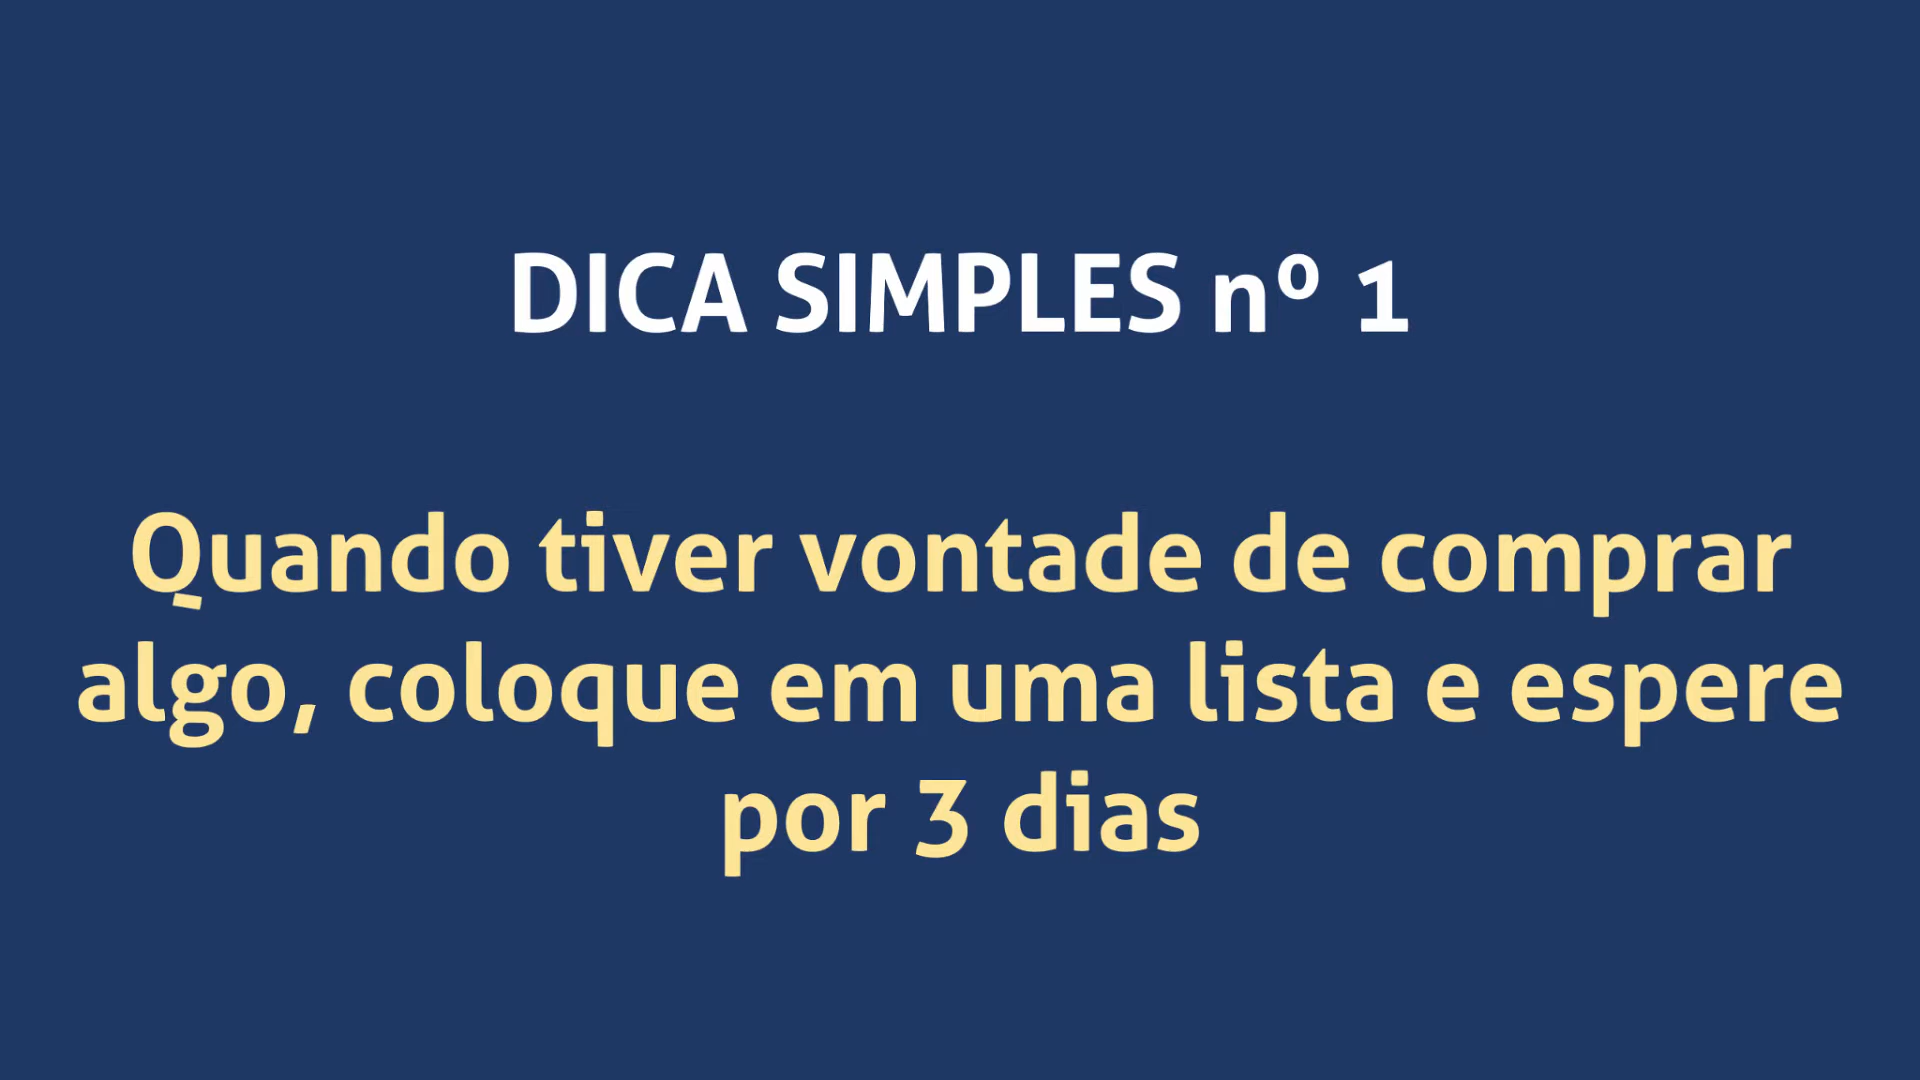 DICA SIMPLES nº 1
Quando tiver vontade de comprar
algo, coloque em uma lista e espere
por 3 dias